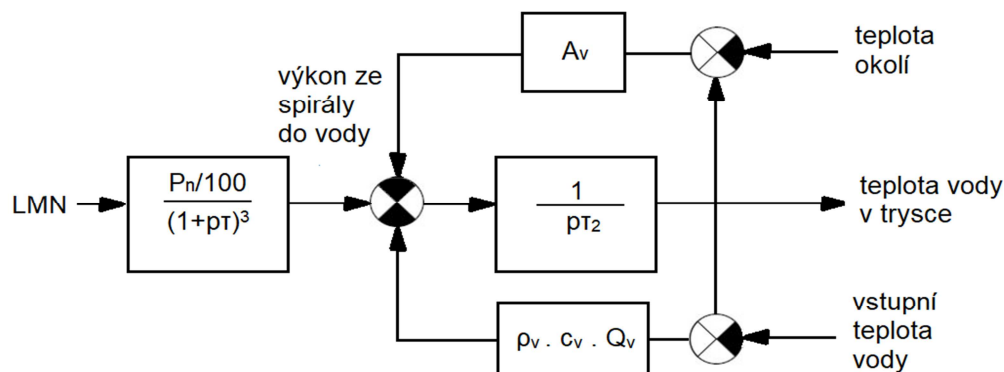 LMN
Pn/100
(1+pτ)³
výkon ze
spirály
do vody
Av
teplota
okolí
1
pτ₂
teplota vody
v trysce
ρv . cv . Qv
vstupní
teplota
vody